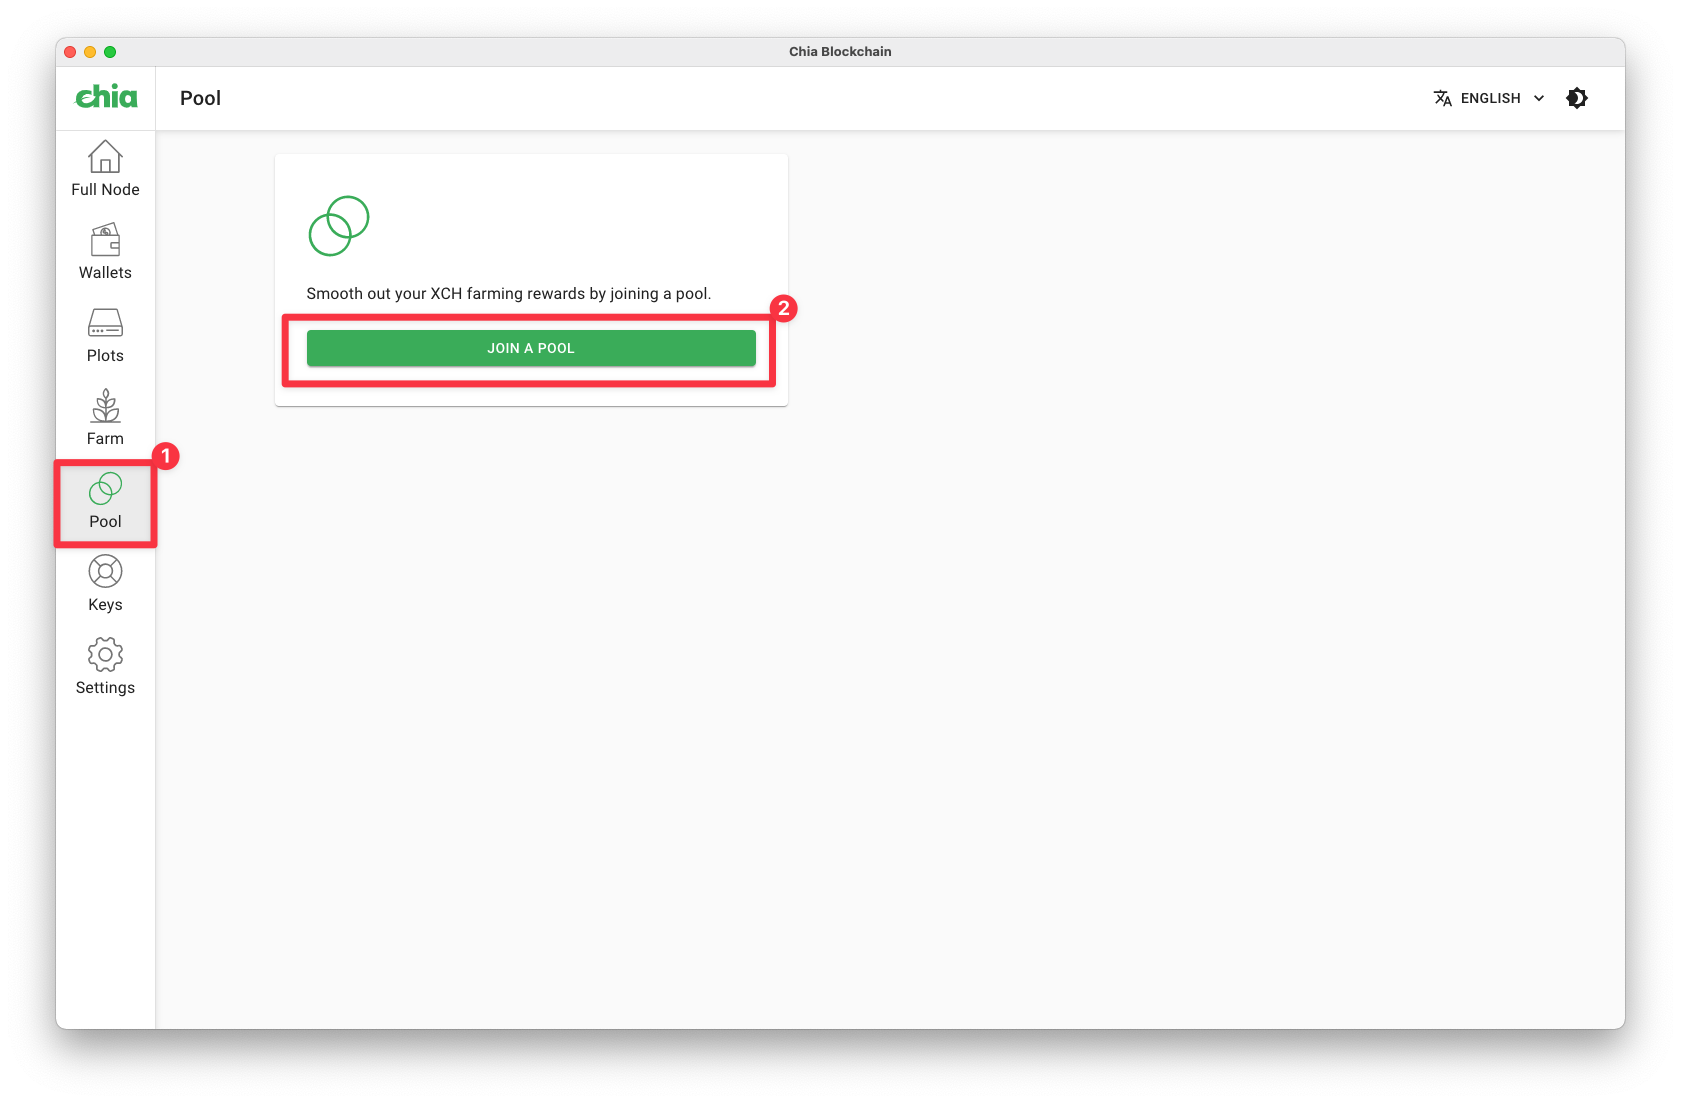 Chia Blockchain
chia
Pool
ENGLISH
Full Node
Wallets
Plots
Farm
Pool
Keys
Settings
Smooth out your XCH farming rewards by joining a pool.
JOIN A POOL
1
2